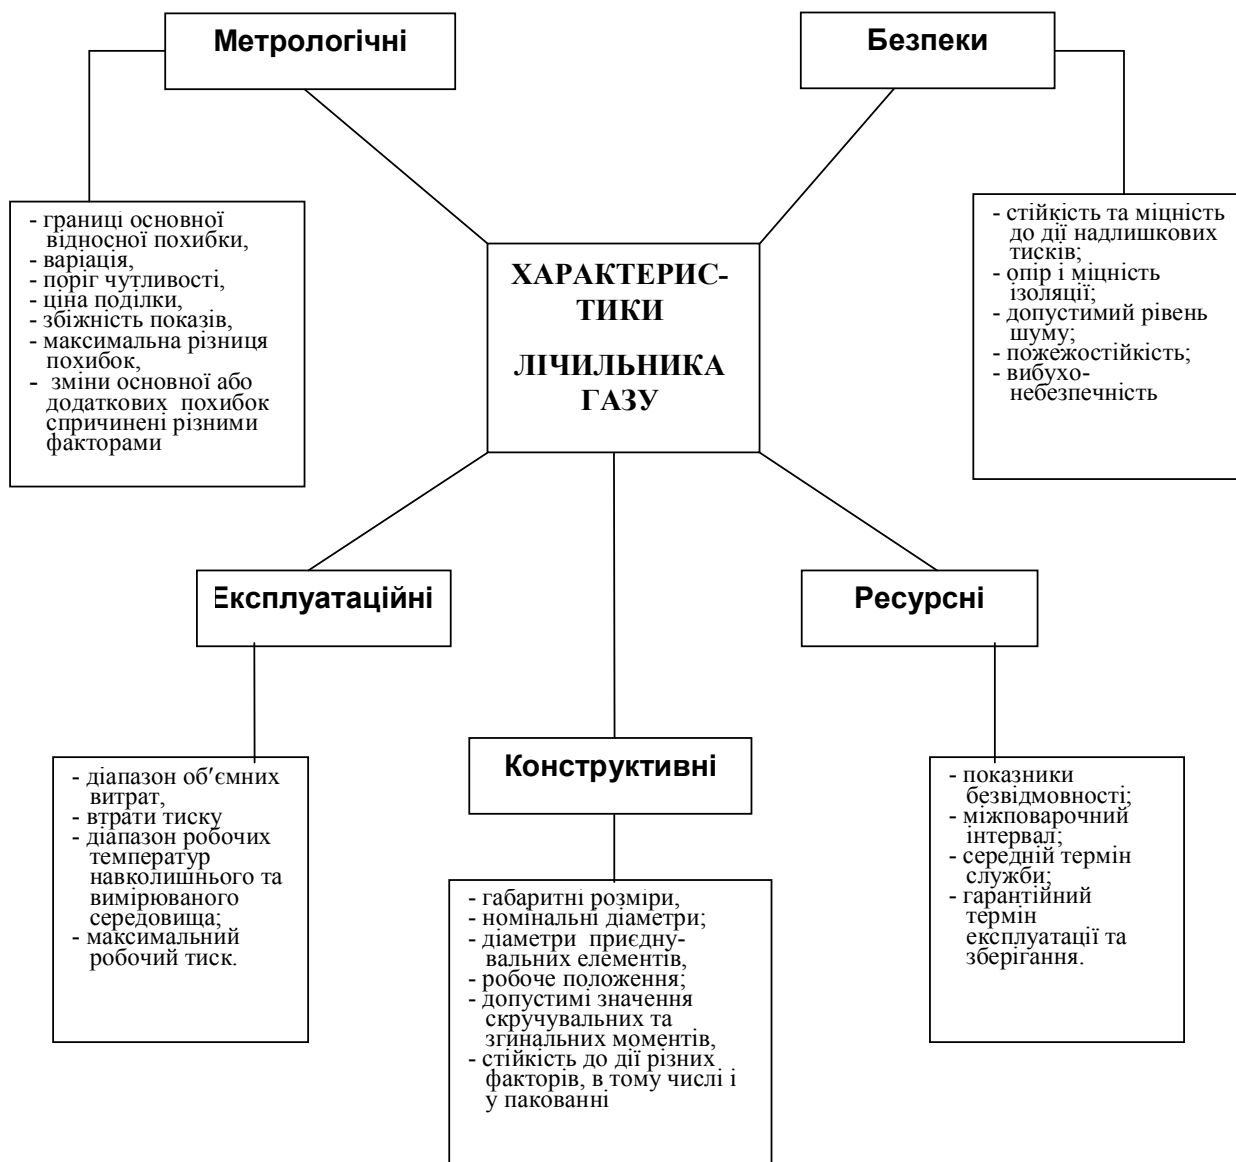 Метрологічні
Безпеки
- границі основної
відносної похибки,
- варіація,
- поріг чутливості,
- ціна поділки,
- збіжність показів,
- максимальна різниця
похибок,
- зміни основної або
додаткових похибок
спричинені різними
факторами
ХАРАКТЕРИС-
ТИКИ
ЛІЧИЛЬНИКА
ГАЗУ
- стійкість та міцність
до дії надлишкових
тисків;
- опір і міцність
ізоляції;
- допустимий рівень
шуму;
- пожежостійкість;
- вибухо-
небезпечність
Експлуатаційні
Ресурсні
Конструктивні
- діапазон об′ємних
витрат,
- втрати тиску
- діапазон робочих
температур
навколишнього та
вимірюваного
середовища;
- максимальний
робочий тиск.
- габаритні розміри,
- номінальні діаметри;
- діаметри приєдну-
вальних елементів,
- робоче положення;
- допустимі значення
скручувальних та
згинальних моментів,
- стійкість до дії різних
факторів, в тому числі і
у пакованні
- показники
безвідмовності;
- міжповарочний
інтервал;
- середній термін
служби;
- гарантійний
термін
експлуатації та
зберігання.